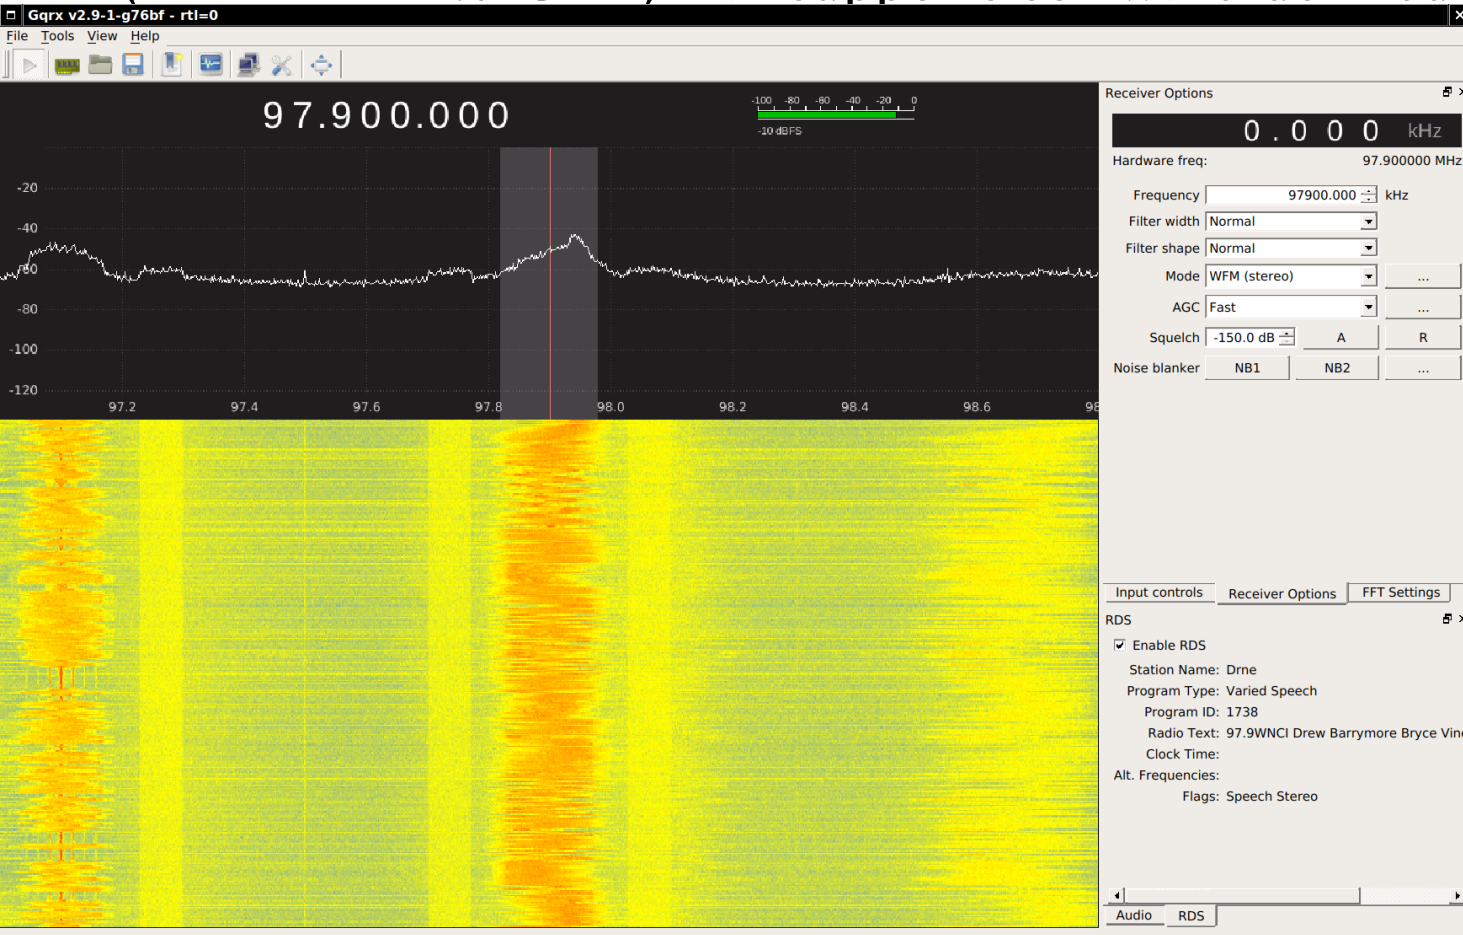 Gqrx v2.9-1-g76bf - rtl=0
File Tools View Help
97.900.000
-100 -80 -60 -40 -20 0
-10 dBFS
-20
-40
-60
-80
-100
-120
97.2 97.4 97.6 97.8 98.0 98.2 98.4 98.6 98
Receiver Options
0.000 kHz
Hardware freq: 97.900000 MHz
Frequency 97900.000 kHz
Filter width Normal
Filter shape Normal
Mode WFM (stereo) ...
AGC Fast ...
Squelch -150.0 dB A R
Noise blanker NB1 NB2 ...
Input controls Receiver Options FFT Settings
RDS
Enable RDS
Station Name: Drne
Program Type: Varied Speech
Program ID: 1738
Radio Text: 97.9WNCI Drew Barrymore Bryce Vine
Clock Time:
Alt. Frequencies:
Flags: Speech Stereo
Audio RDS